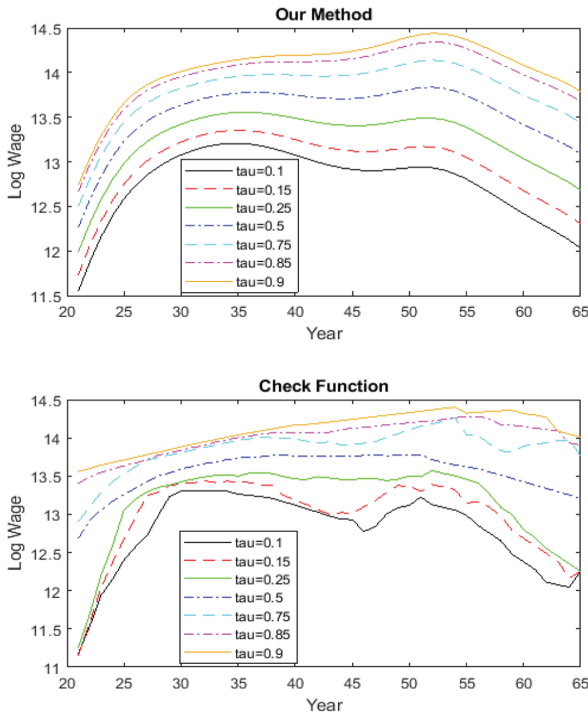 Our Method
14.5
14
13.5
13
12.5
12
11.5
Log Wage
tau=0.1
tau=0.15
tau=0.25
tau=0.5
tau=0.75
tau=0.85
tau=0.9
20 25 30 35 40 45 50 55 60 65
Year
Check Function
14.5
14
13.5
13
12.5
12
11.5
11
Log Wage
tau=0.1
tau=0.15
tau=0.25
tau=0.5
tau=0.75
tau=0.85
tau=0.9
20 25 30 35 40 45 50 55 60 65
Year